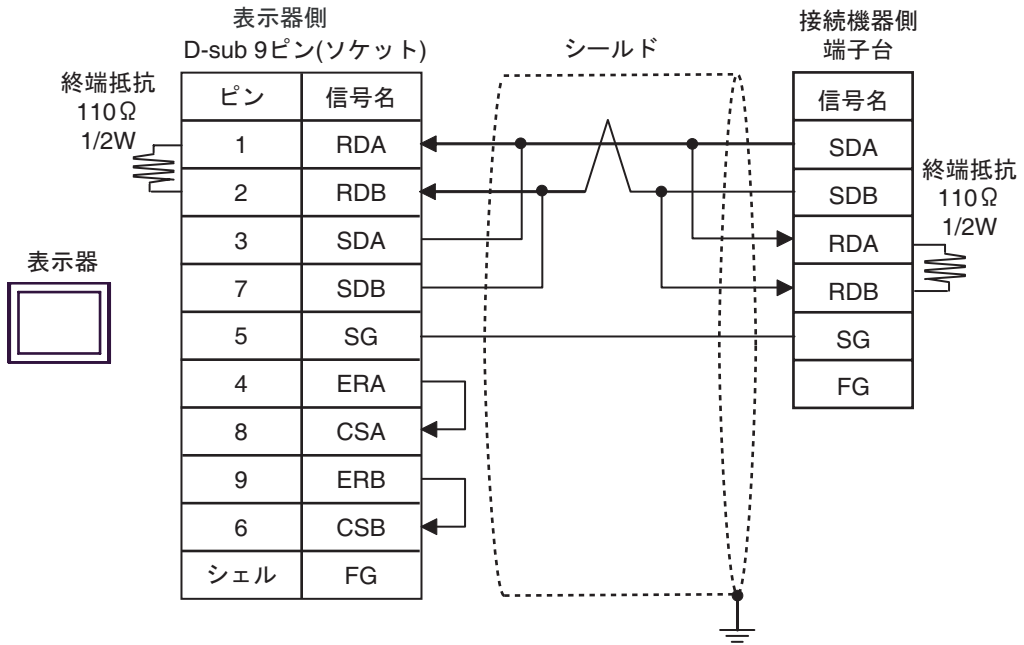 表示器側
D-sub 9ピン(ソケット)
シールド
接続機器側
端子台
終端抵抗
110Ω
1/2W
ピン 信号名
1 RDA
2 RDB
3 SDA
7 SDB
5 SG
4 ERA
8 CSA
9 ERB
6 CSB
シェル FG
表示器
信号名
SDA
SDB
RDA
RDB
SG
FG
終端抵抗
110Ω
1/2W